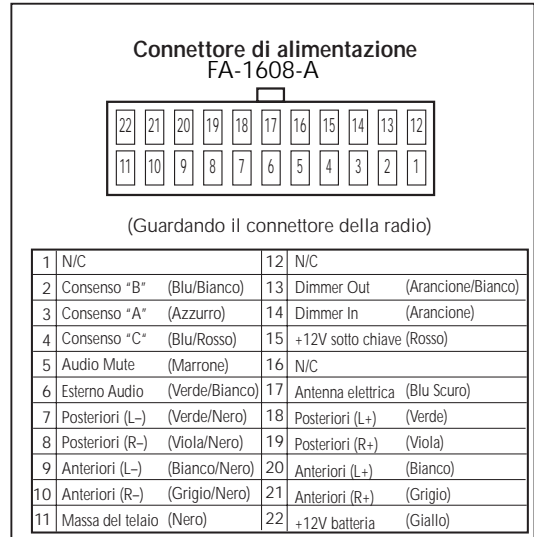 Connettore di alimentazione
FA-1608-A
22 21 20 19 18 17 16 15 14 13 12
11 10 9 8 7 6 5 4 3 2 1
(Guardando il connettore della radio)
1 N/C 12 N/C
2 Consenso "B" (Blu/Bianco) 13 Dimmer Out (Arancione/Bianco)
3 Consenso "A" (Azzurro) 14 Dimmer In (Arancione)
4 Consenso "C" (Blu/Rosso) 15 +12V sotto chiave (Rosso)
5 Audio Mute (Marrone) 16 N/C
6 Esterno Audio (Verde/Bianco) 17 Antenna elettrica (Blu Scuro)
7 Posteriori (L–) (Verde/Nero) 18 Posteriori (L+) (Verde)
8 Posteriori (R–) (Viola/Nero) 19 Posteriori (R+) (Viola)
9 Anteriori (L–) (Bianco/Nero) 20 Anteriori (L+) (Bianco)
10 Anteriori (R–) (Grigio/Nero) 21 Anteriori (R+) (Grigio)
11 Massa del telaio (Nero) 22 +12V batteria (Giallo)